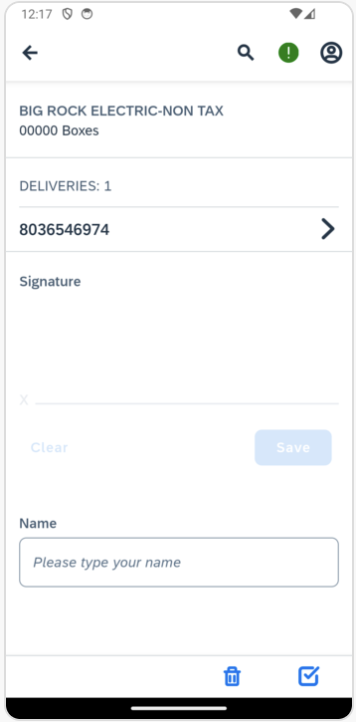 12:17
BIG ROCK ELECTRIC-NON TAX
00000 Boxes
DELIVERIES: 1
8036546974
Signature
X
Clear
Save
Name
Please type your name